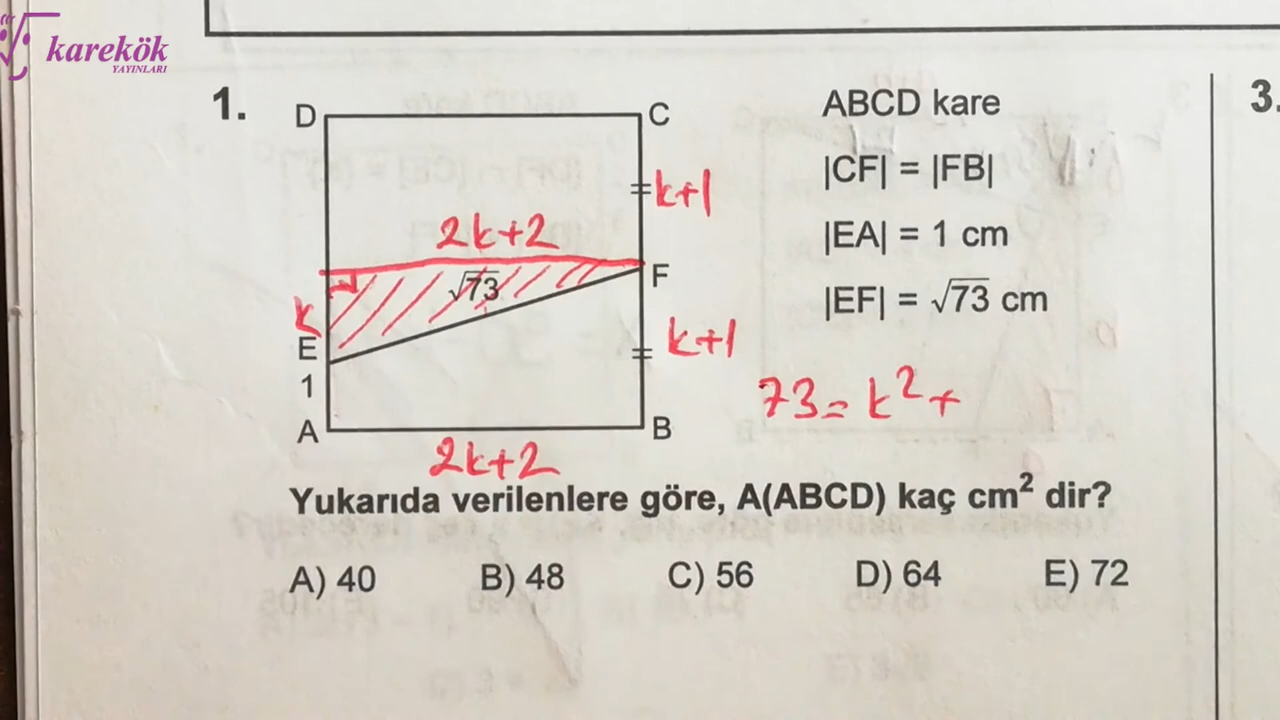 karekök
YAYINLARI
1.
D
C
ABCD kare
|CF| = |FB|
|EA| = 1 cm
|EF| = √73 cm
k+1
2k+2
√73
F
k
E
1
k+1
73 = k² +
A
B
2k+2
Yukarıda verilenlere göre, A(ABCD) kaç cm² dir?
A) 40 B) 48 C) 56 D) 64 E) 72
3.